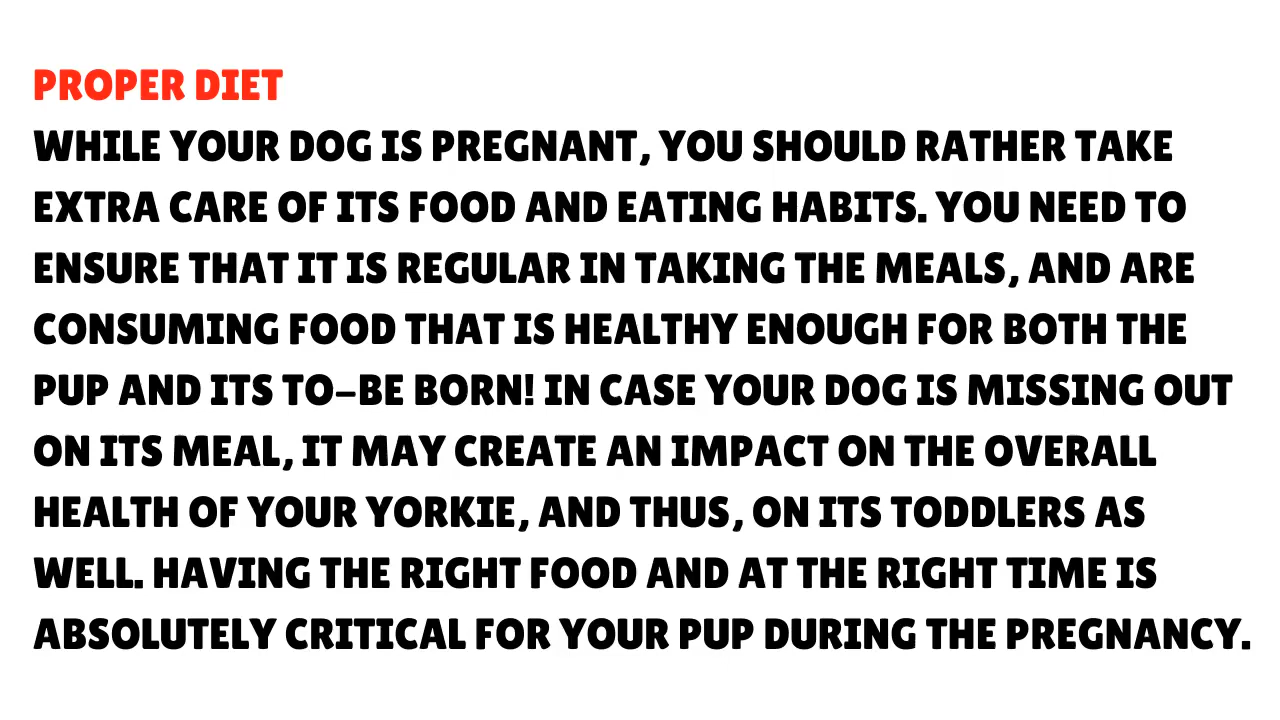 PROPER DIET
WHILE YOUR DOG IS PREGNANT, YOU SHOULD RATHER TAKE
EXTRA CARE OF ITS FOOD AND EATING HABITS. YOU NEED TO
ENSURE THAT IT IS REGULAR IN TAKING THE MEALS, AND ARE
CONSUMING FOOD THAT IS HEALTHY ENOUGH FOR BOTH THE
PUP AND ITS TO-BE BORN! IN CASE YOUR DOG IS MISSING OUT
ON ITS MEAL, IT MAY CREATE AN IMPACT ON THE OVERALL
HEALTH OF YOUR YORKIE, AND THUS, ON ITS TODDLERS AS
WELL. HAVING THE RIGHT FOOD AND AT THE RIGHT TIME IS
ABSOLUTELY CRITICAL FOR YOUR PUP DURING THE PREGNANCY.